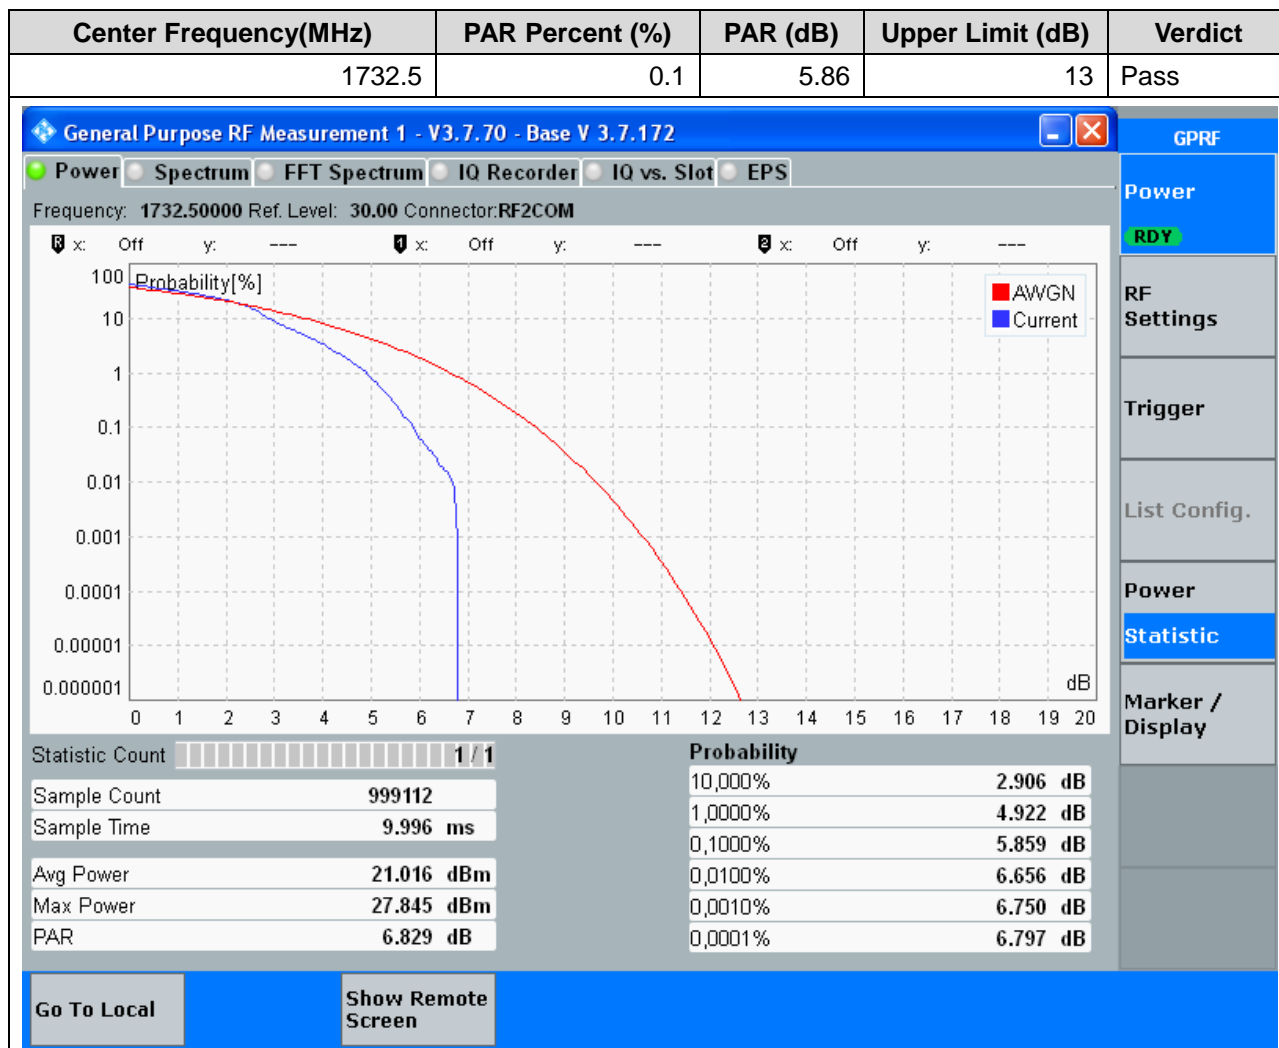 Center Frequency(MHz) PAR Percent (%) PAR (dB) Upper Limit (dB) Verdict
1732.5 0.1 5.86 13 Pass
General Purpose RF Measurement 1 - V3.7.70 - Base V 3.7.172
GPRF
Power Spectrum FFT Spectrum IQ Recorder IQ vs. Slot EPS
Frequency: 1732.50000 Ref. Level: 30.00 Connector:RF2COM
R x: Off y: --- 1 x: Off y: --- 2 x: Off y: ---
Probability[%]
AWGN
Current
100
10
1
0.1
0.01
0.001
0.0001
0.00001
0.000001
dB
0 1 2 3 4 5 6 7 8 9 10 11 12 13 14 15 16 17 18 19 20
Statistic Count 1 / 1
Sample Count 999112
Sample Time 9.996 ms
Avg Power 21.016 dBm
Max Power 27.845 dBm
PAR 6.829 dB
Probability
10,000% 2.906 dB
1,0000% 4.922 dB
0,1000% 5.859 dB
0,0100% 6.656 dB
0,0010% 6.750 dB
0,0001% 6.797 dB
Power
RDY
RF
Settings
Trigger
List Config.
Power
Statistic
Marker /
Display
Go To Local
Show Remote
Screen